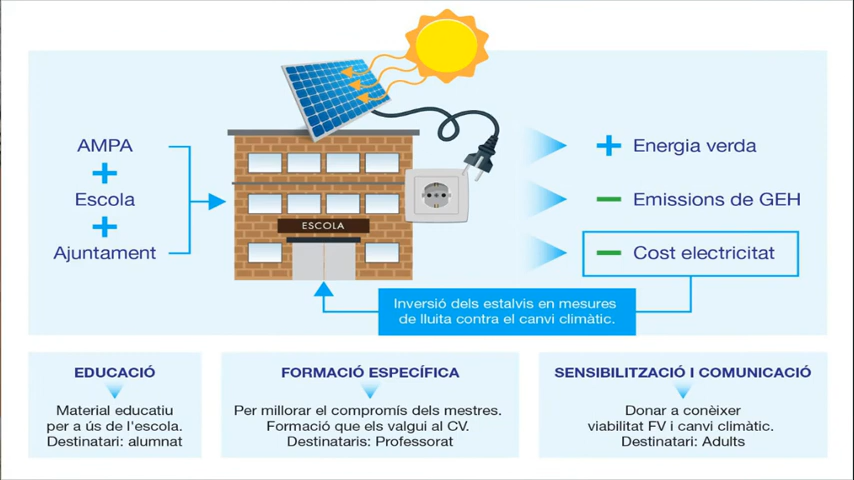 AMPA
+
Escola
+
Ajuntament
ESCOLA
+ Energia verda
− Emissions de GEH
− Cost electricitat
Inversió dels estalvis en mesures
de lluita contra el canvi climàtic.
EDUCACIÓ
Material educatiu
per a ús de l'escola.
Destinatari: alumnat
FORMACIÓ ESPECÍFICA
Per millorar el compromís dels mestres.
Formació que els valgui al CV.
Destinataris: Professorat
SENSIBILITZACIÓ I COMUNICACIÓ
Donar a conèixer
viabilitat FV i canvi climàtic.
Destinatari: Adults